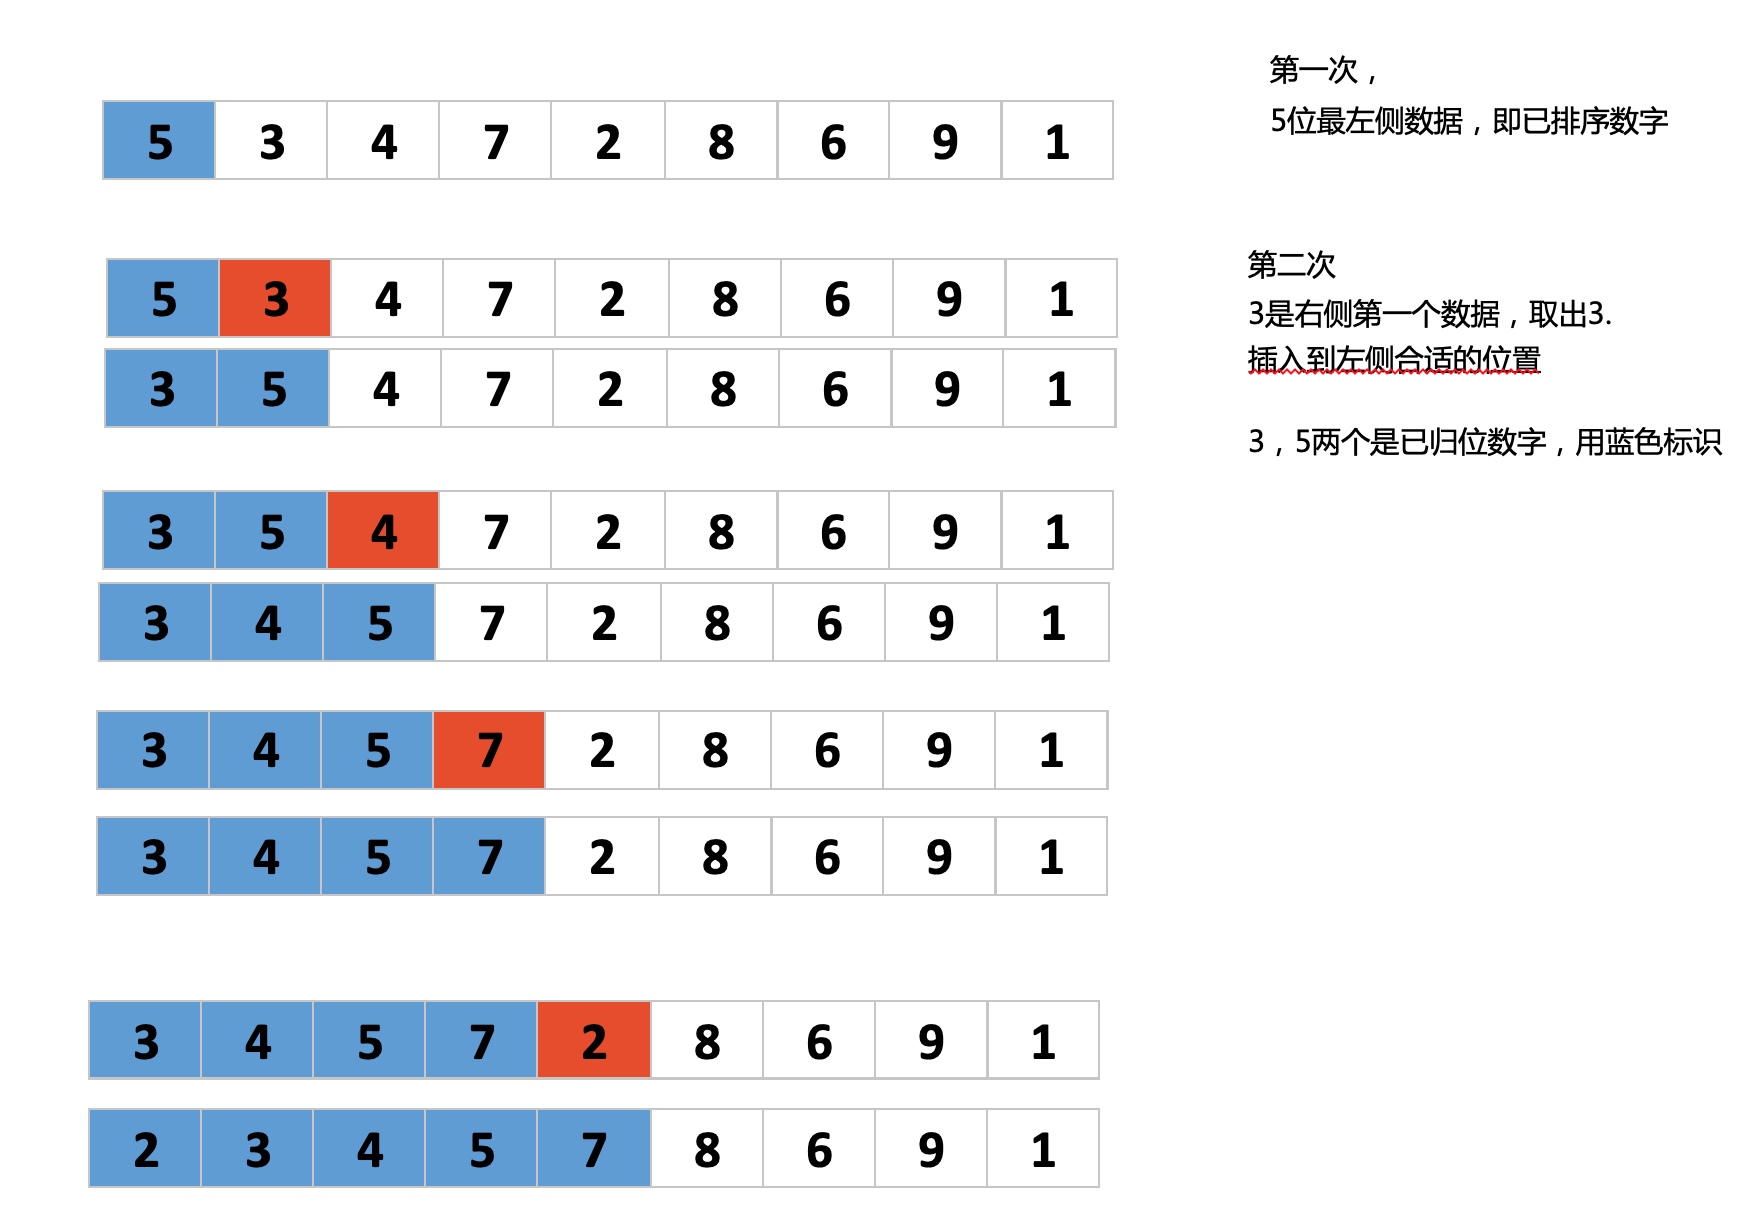 第一次，
5位最左侧数据，即已排序数字
5 3 4 7 2 8 6 9 1
第二次
5 3 4 7 2 8 6 9 1
3是右侧第一个数据，取出3.
插入到左侧合适的位置
3 5 4 7 2 8 6 9 1
3，5两个是已归位数字，用蓝色标识
3 5 4 7 2 8 6 9 1
3 4 5 7 2 8 6 9 1
3 4 5 7 2 8 6 9 1
3 4 5 7 2 8 6 9 1
3 4 5 7 2 8 6 9 1
2 3 4 5 7 8 6 9 1